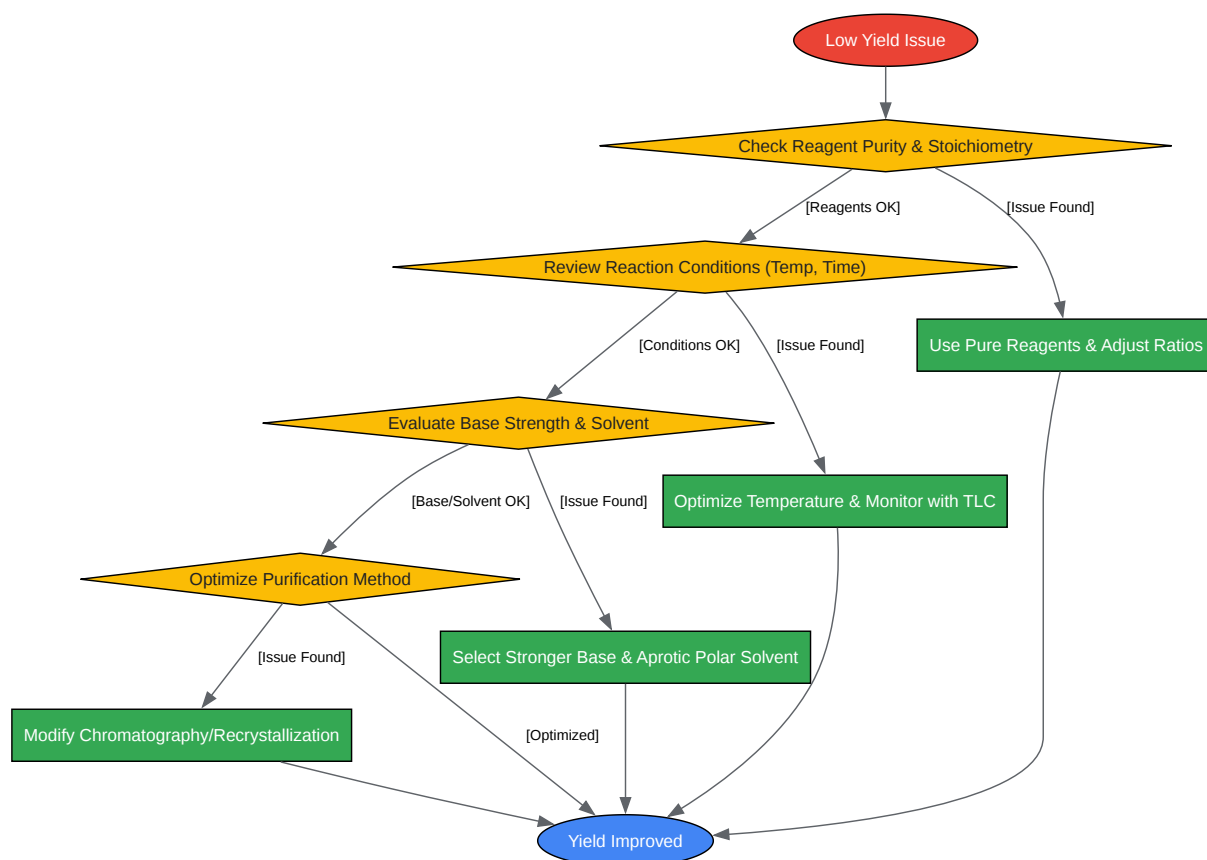 Low Yield Issue
Check Reagent Purity & Stoichiometry
[Reagents OK]
[Issue Found]
Review Reaction Conditions (Temp, Time)
Use Pure Reagents & Adjust Ratios
[Conditions OK]
[Issue Found]
Evaluate Base Strength & Solvent
Optimize Temperature & Monitor with TLC
[Base/Solvent OK]
[Issue Found]
Optimize Purification Method
Select Stronger Base & Aprotic Polar Solvent
[Issue Found]
Modify Chromatography/Recrystallization
[Optimized]
Yield Improved